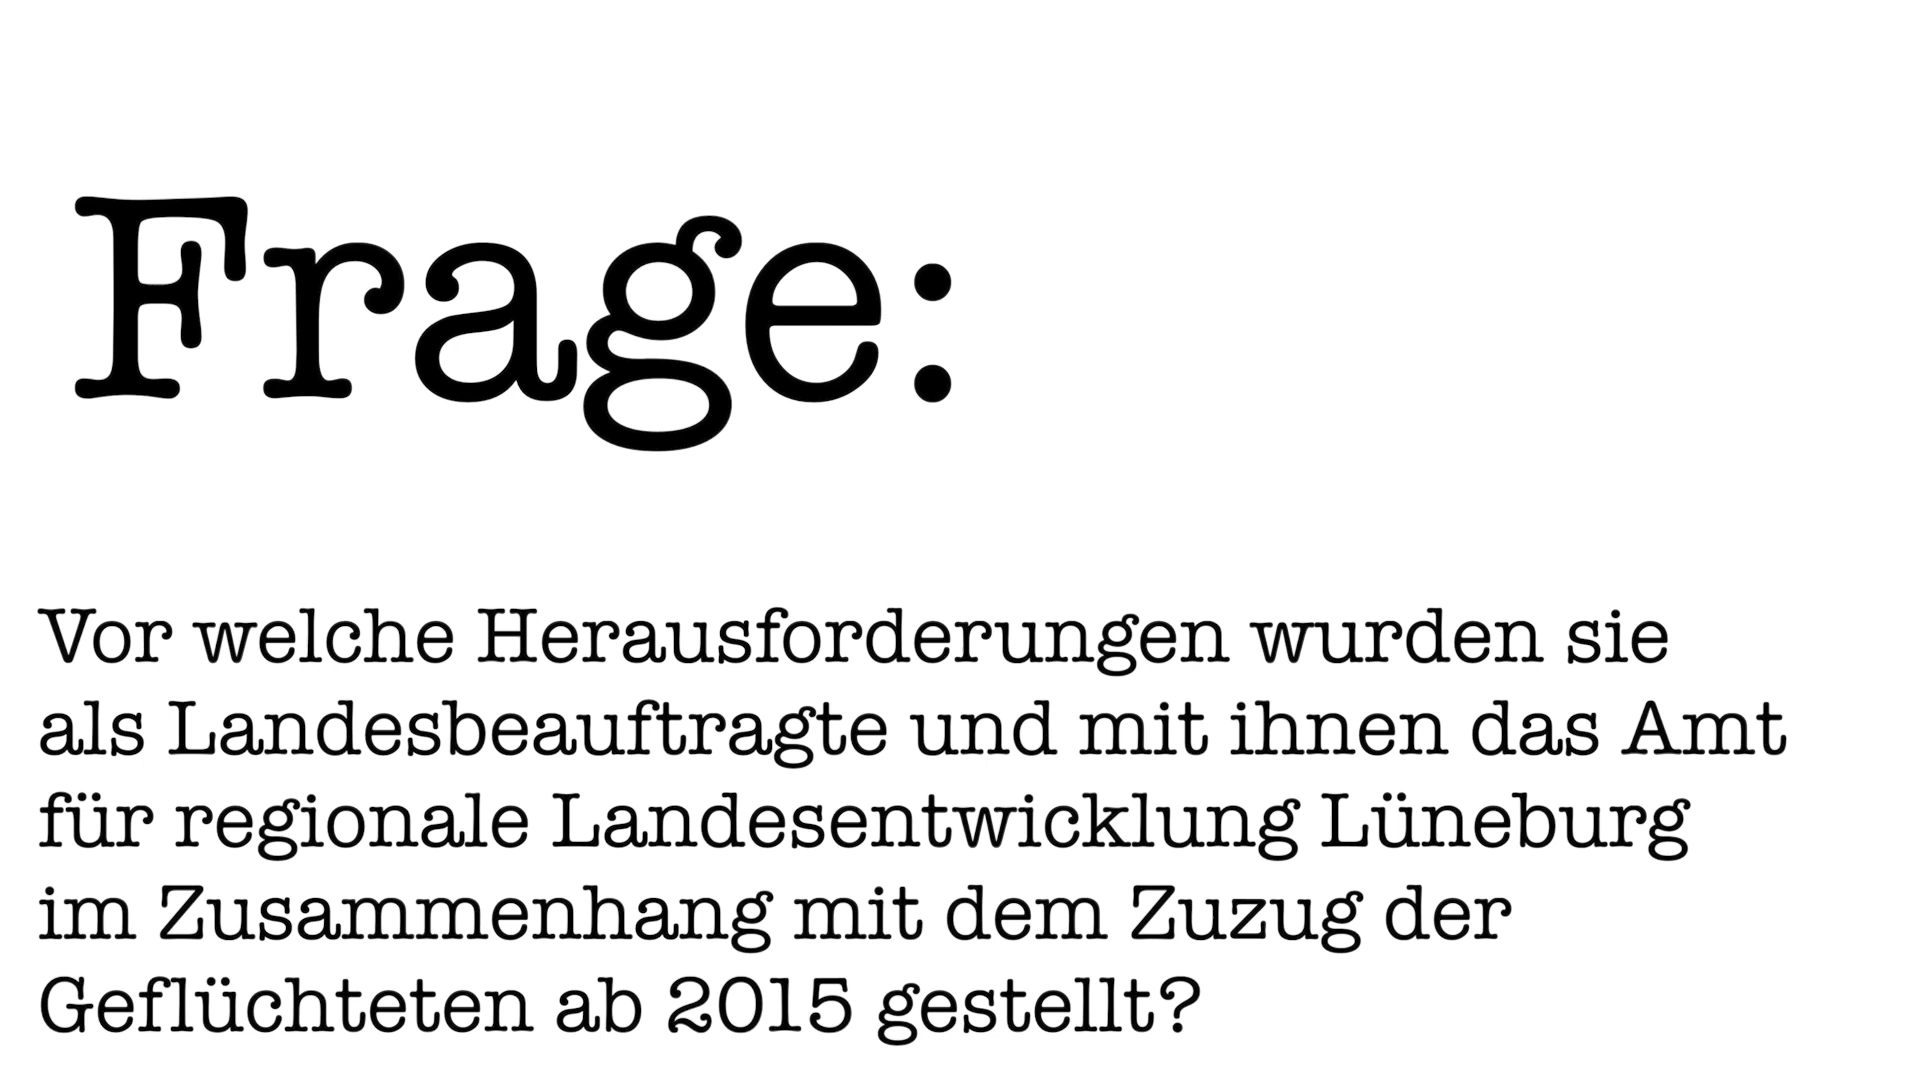 Frage:
Vor welche Herausforderungen wurden sie
als Landesbeauftragte und mit ihnen das Amt
für regionale Landesentwicklung Lüneburg
im Zusammenhang mit dem Zuzug der
Geflüchteten ab 2015 gestellt?